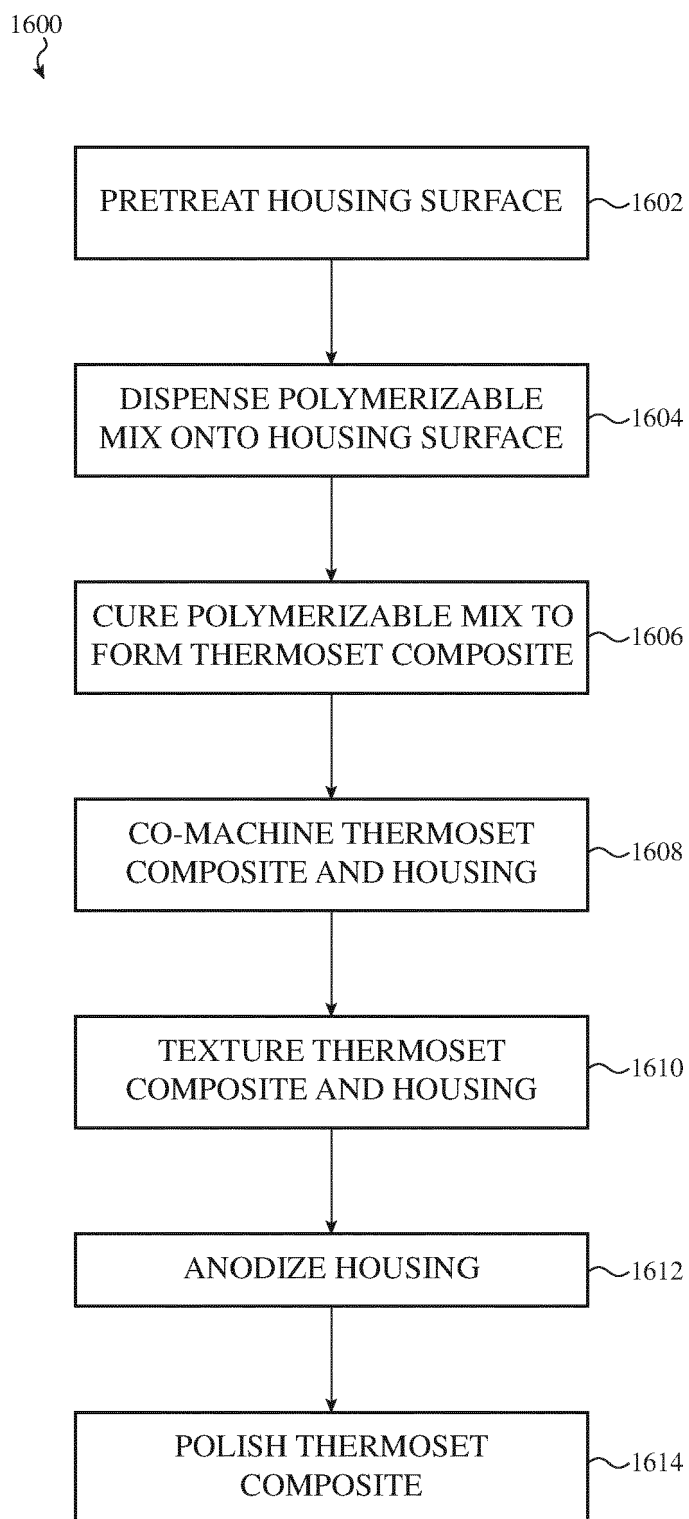 1600
PRETREAT HOUSING SURFACE
1602
DISPENSE POLYMERIZABLE
MIX ONTO HOUSING SURFACE
1604
CURE POLYMERIZABLE MIX TO
FORM THERMOSET COMPOSITE
1606
CO-MACHINE THERMOSET
COMPOSITE AND HOUSING
1608
TEXTURE THERMOSET
COMPOSITE AND HOUSING
1610
ANODIZE HOUSING
1612
POLISH THERMOSET
COMPOSITE
1614